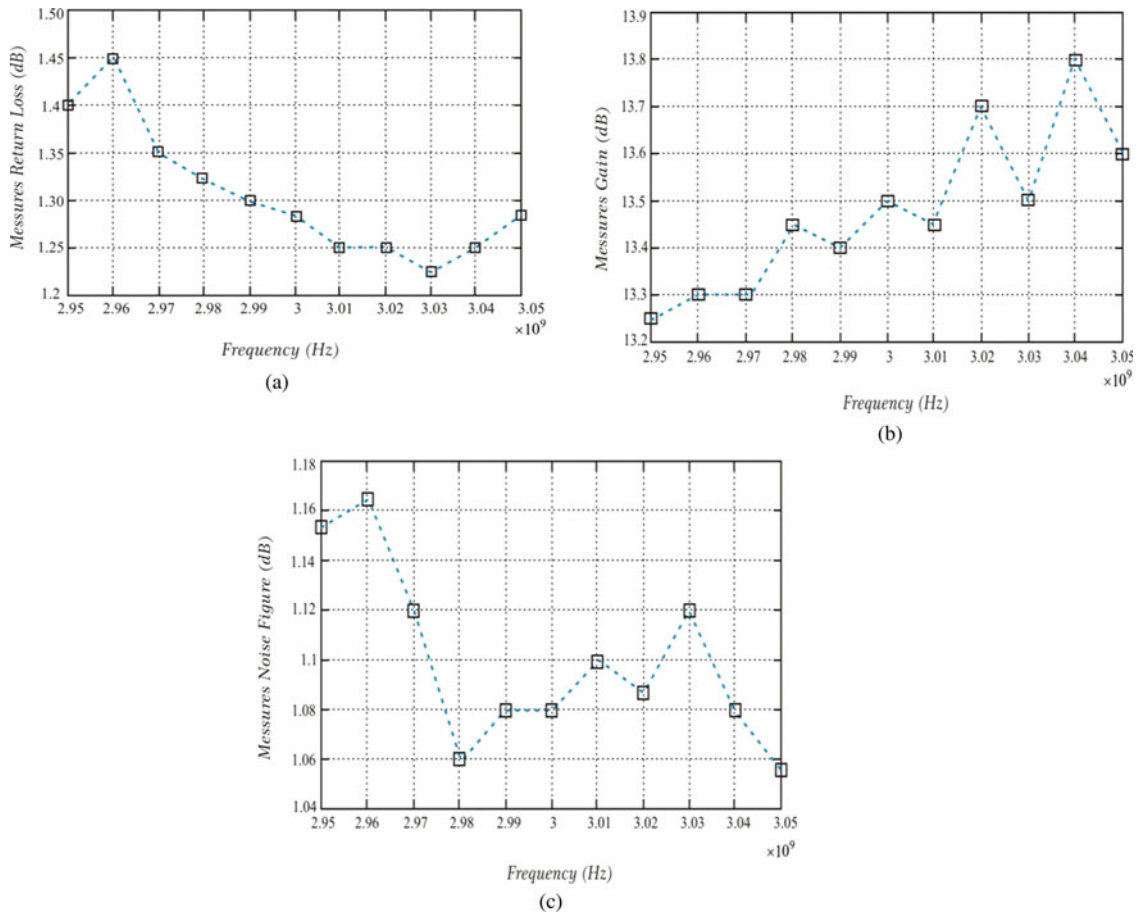 Messures Return Loss (dB)
1.50
1.45
1.4
1.35
1.30
1.25
1.2
2.95 2.96 2.97 2.98 2.99 3 3.01 3.02 3.03 3.04 3.05
×10⁹
Frequency (Hz)
(a)
Messures Gain (dB)
13.9
13.8
13.7
13.6
13.5
13.4
13.3
13.2
2.95 2.96 2.97 2.98 2.99 3 3.01 3.02 3.03 3.04 3.05
×10⁹
Frequency (Hz)
(b)
Messures Noise Figure (dB)
1.18
1.16
1.14
1.12
1.1
1.08
1.06
1.04
2.95 2.96 2.97 2.98 2.99 3 3.01 3.02 3.03 3.04 3.05
×10⁹
Frequency (Hz)
(c)